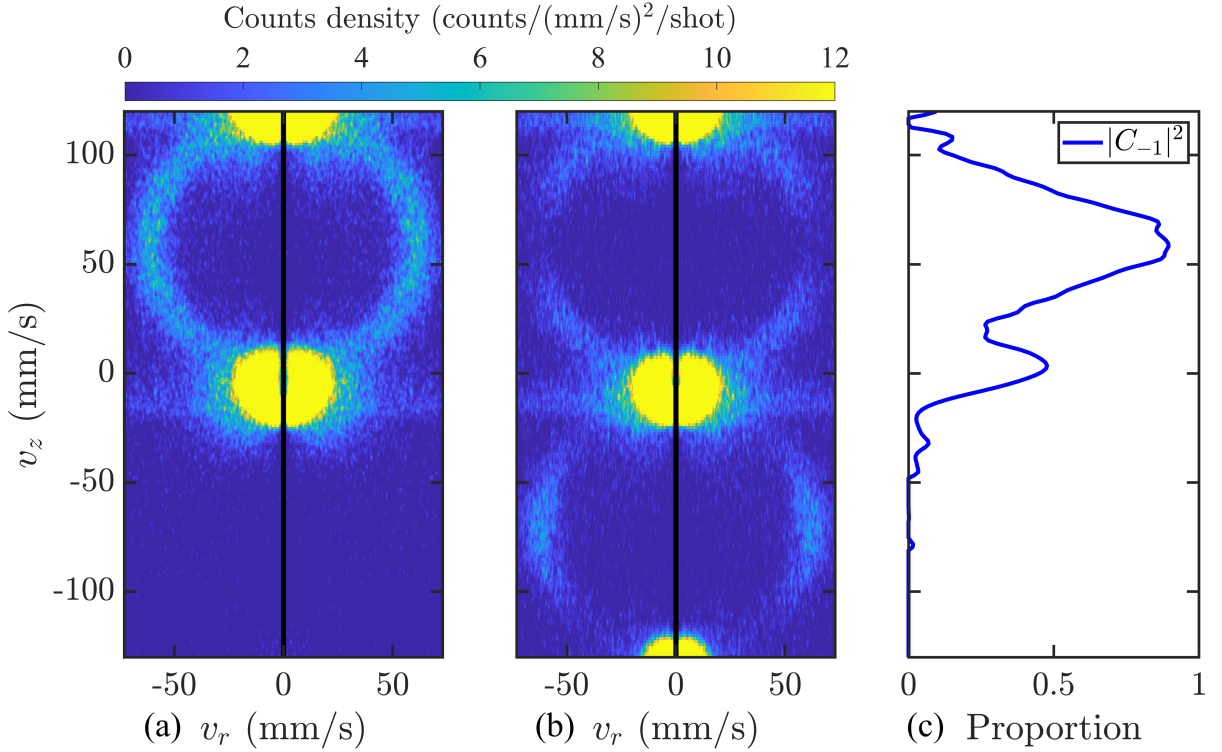 Counts density (counts/(mm/s)²/shot)
0 2 4 6 8 10 12
100
50
0
-50
-100
v_z (mm/s)
-50 0 50
-50 0 50
0 0.5 1
|C₋₁|²
(a) v_r (mm/s)
(b) v_r (mm/s)
(c) Proportion